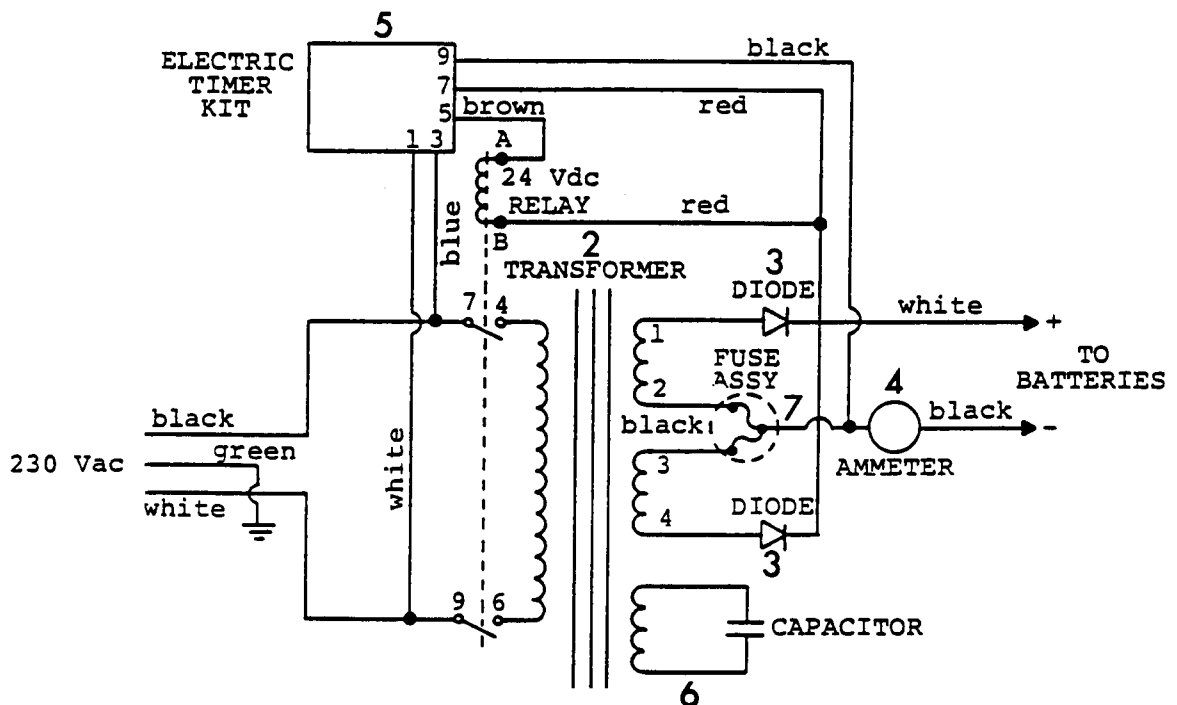 5
ELECTRIC
TIMER
KIT
9
7
5
1 3
black
red
brown
A
24 Vdc
RELAY
B
red
blue
2
TRANSFORMER
3
DIODE
white
+
7 4
1
FUSE
ASSY
2
7
4
TO
BATTERIES
black
black
-
AMMETER
black
green
230 Vac
white
white
3
DIODE
4
3
9 6
CAPACITOR
6